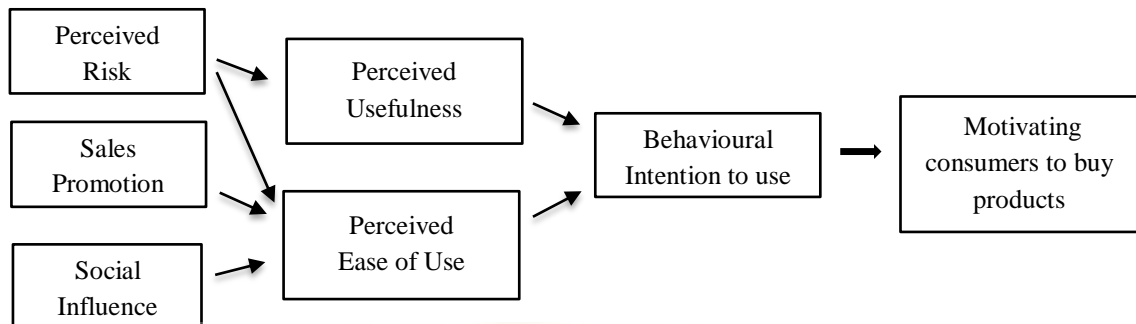 Perceived
Risk
Sales
Promotion
Social
Influence
Perceived
Usefulness
Perceived
Ease of Use
Behavioural
Intention to use
Motivating
consumers to buy
products